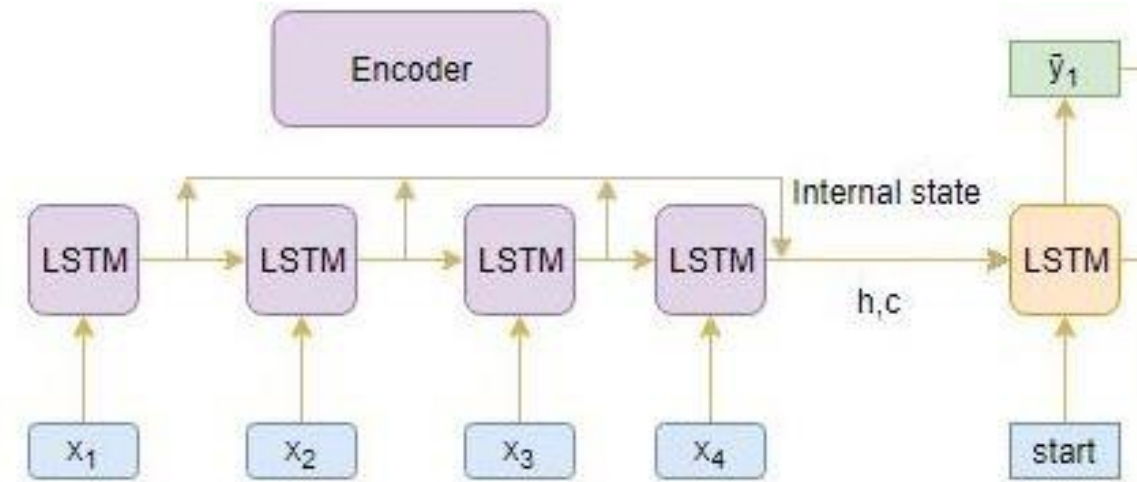 Encoder
ȳ₁
Internal state
LSTM LSTM LSTM LSTM LSTM
h,c
x₁ x₂ x₃ x₄ start